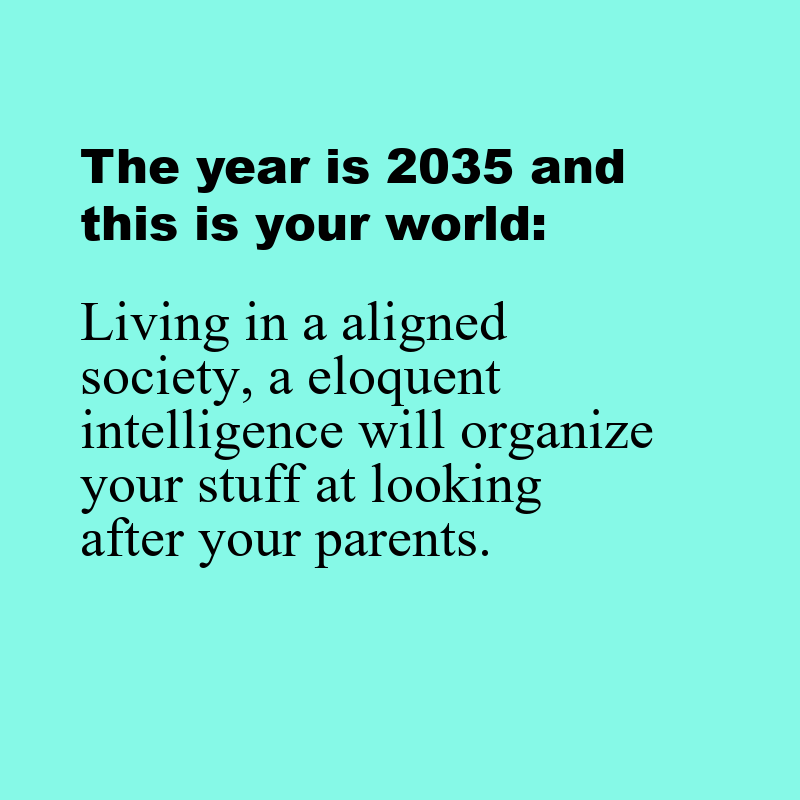 The year is 2035 and
this is your world:
Living in a aligned
society, a eloquent
intelligence will organize
your stuff at looking
after your parents.